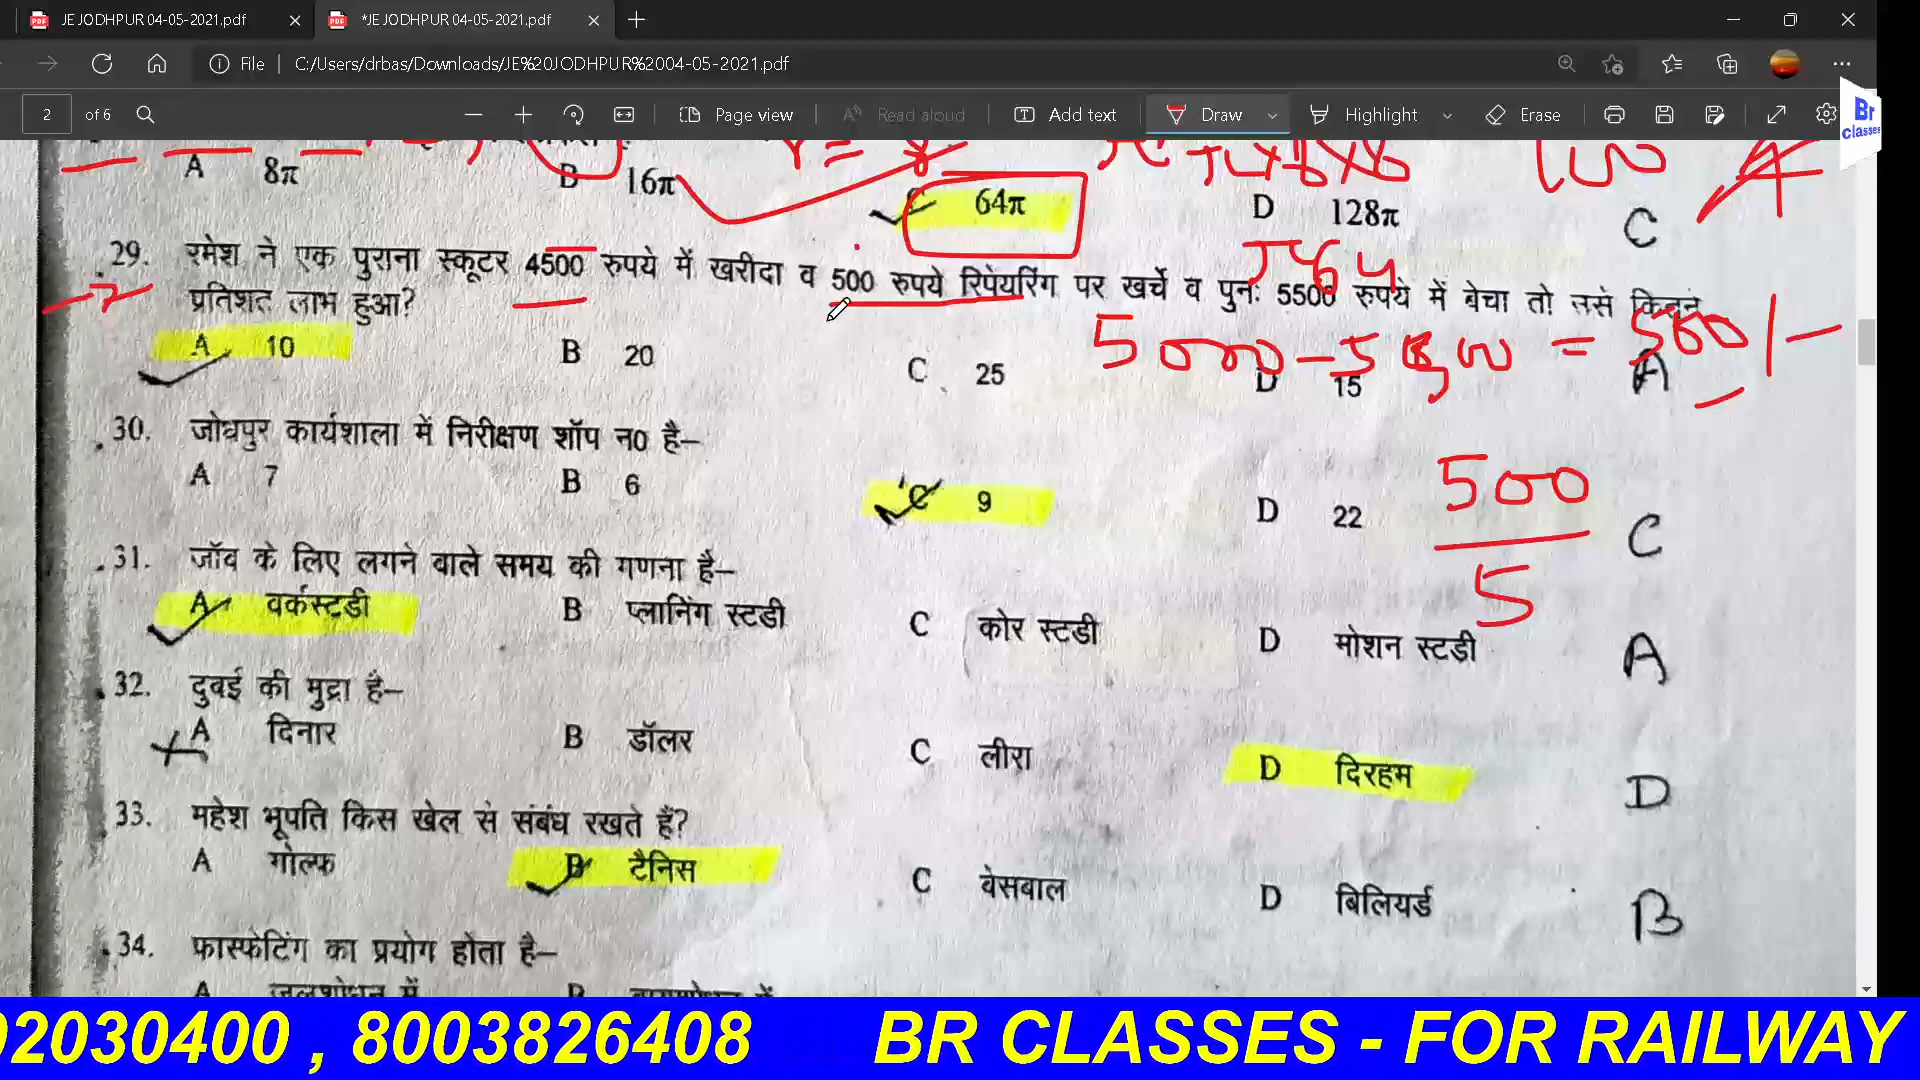 JE JODHPUR 04-05-2021.pdf
*JE JODHPUR 04-05-2021.pdf
File C:/Users/drbas/Downloads/JE%20JODHPUR%2004-05-2021.pdf
2 of 6 Page view Read aloud Add text Draw Highlight Erase
Br
classes
A 8π B 16π C 64π D 128π C
29. रमेश ने एक पुराना स्कूटर 4500 रुपये में खरीदा व 500 रुपये रिपेयरिंग पर खर्चे व पुनः 5500 रुपये में बेचा तो उसे कितने
प्रतिशत लाभ हुआ?
A 10 B 20 C 25 D 15 A
30. जोधपुर कार्यशाला में निरीक्षण शॉप न0 है–
A 7 B 6 C 9 D 22 C
500
5
31. जॉब के लिए लगने वाले समय की गणना है–
A वर्कस्टडी B प्लानिंग स्टडी C कोर स्टडी D मोशन स्टडी A
32. दुबई की मुद्रा है–
A दिनार B डॉलर C लीरा D दिरहम D
33. महेश भूपति किस खेल से संबंध रखते हैं?
A गोल्फ B टैनिस C बेसबाल D बिलियर्ड B
34. फास्फेटिंग का प्रयोग होता है–
A जलशोधन में B
02030400 , 8003826408 BR CLASSES - FOR RAILWAY